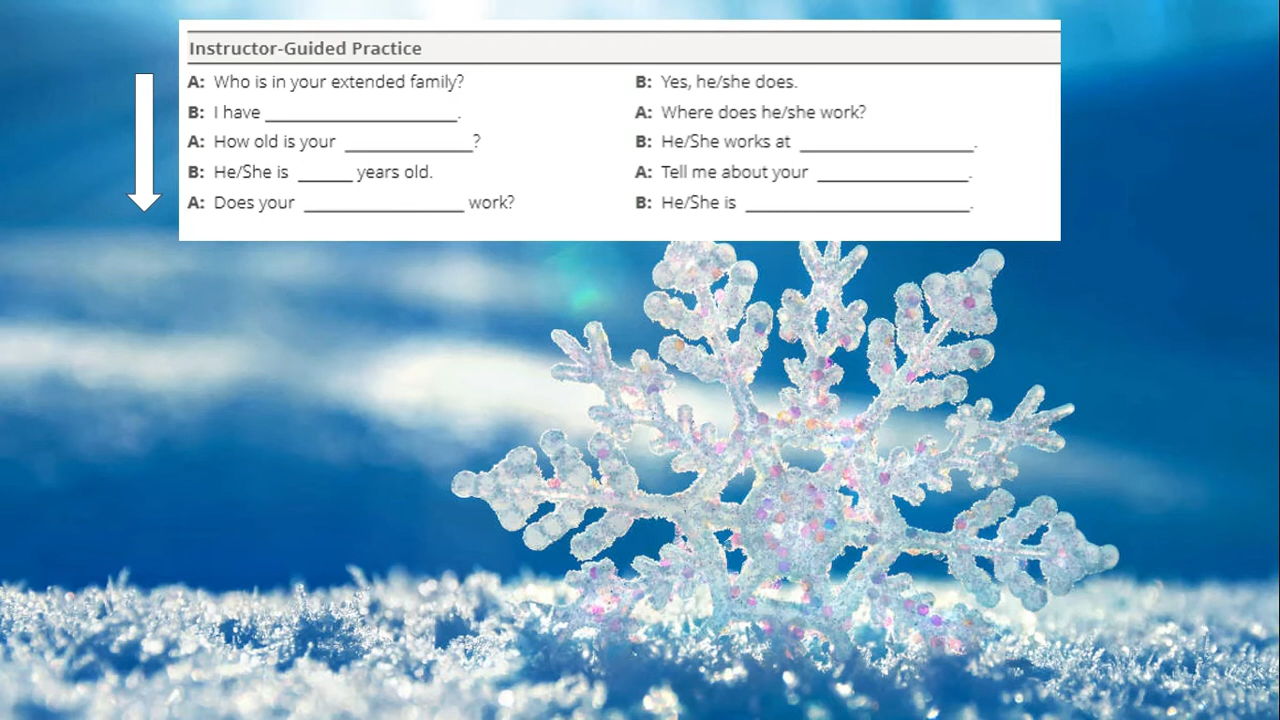 Instructor-Guided Practice
A: Who is in your extended family?
B: I have ____________________.
A: How old is your ______________?
B: He/She is ______ years old.
A: Does your _________________ work?
B: Yes, he/she does.
A: Where does he/she work?
B: He/She works at __________________.
A: Tell me about your ________________.
B: He/She is ________________________.